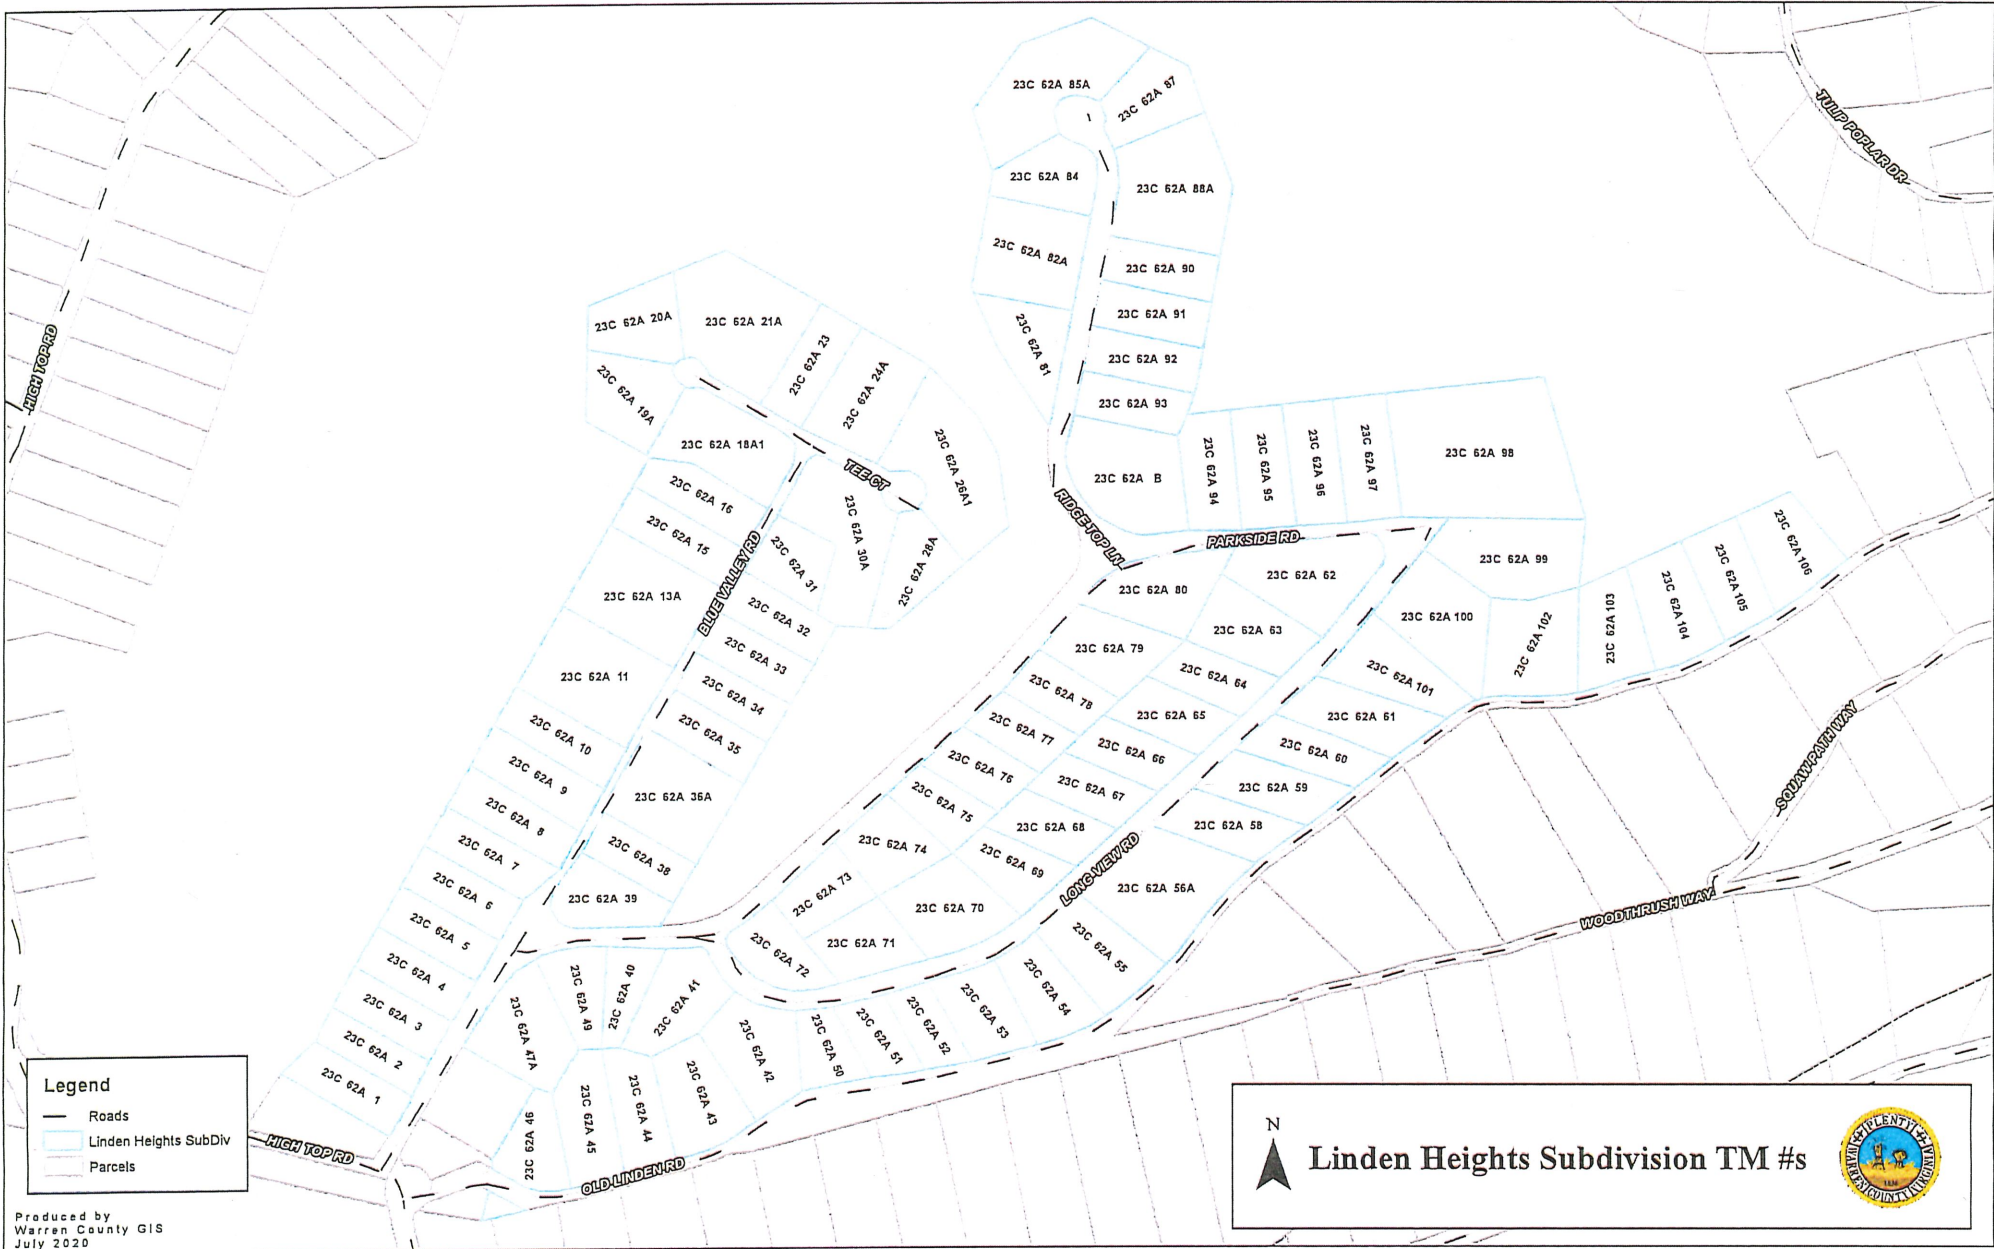 23C 62A 85A
23C 62A 87
23C 62A 84
23C 62A 88A
23C 62A 82A
23C 62A 90
23C 62A 91
23C 62A 81
23C 62A 92
23C 62A 93
23C 62A B
23C 62A 94
23C 62A 95
23C 62A 96
23C 62A 97
23C 62A 98
TULIP POPLAR DR
HIGH TOP RD
23C 62A 20A
23C 62A 21A
23C 62A 23
23C 62A 24A
23C 62A 19A
23C 62A 18A1
TEE CT
23C 62A 26A1
23C 62A 30A
23C 62A 28A
23C 62A 16
23C 62A 15
23C 62A 13A
BLUE VALLEY RD
23C 62A 31
23C 62A 32
23C 62A 33
23C 62A 34
23C 62A 35
23C 62A 11
23C 62A 10
23C 62A 9
23C 62A 8
23C 62A 7
23C 62A 6
23C 62A 5
23C 62A 4
23C 62A 3
23C 62A 2
23C 62A 1
23C 62A 36A
23C 62A 38
23C 62A 39
RIDGE TOP LN
PARKSIDE RD
23C 62A 80
23C 62A 62
23C 62A 99
23C 62A 79
23C 62A 63
23C 62A 100
23C 62A 102
23C 62A 103
23C 62A 104
23C 62A 105
23C 62A 106
23C 62A 78
23C 62A 64
23C 62A 101
23C 62A 77
23C 62A 65
23C 62A 61
23C 62A 76
23C 62A 66
23C 62A 60
23C 62A 75
23C 62A 67
23C 62A 59
23C 62A 74
23C 62A 68
23C 62A 58
23C 62A 73
23C 62A 69
LONG VIEW RD
23C 62A 56A
23C 62A 70
23C 62A 71
23C 62A 72
23C 62A 55
23C 62A 54
23C 62A 53
23C 62A 52
23C 62A 51
23C 62A 50
23C 62A 49
23C 62A 40
23C 62A 41
23C 62A 42
23C 62A 47A
23C 62A 46
23C 62A 45
23C 62A 44
23C 62A 43
SQUAW PATH WAY
WOODTHRUSH WAY
HIGH TOP RD
OLD LINDEN RD
Legend
Roads
Linden Heights SubDiv
Parcels
Produced by
Warren County GIS
July 2020
N
Linden Heights Subdivision TM #s
PLENTY
WARREN COUNTY VIRGINIA
1836